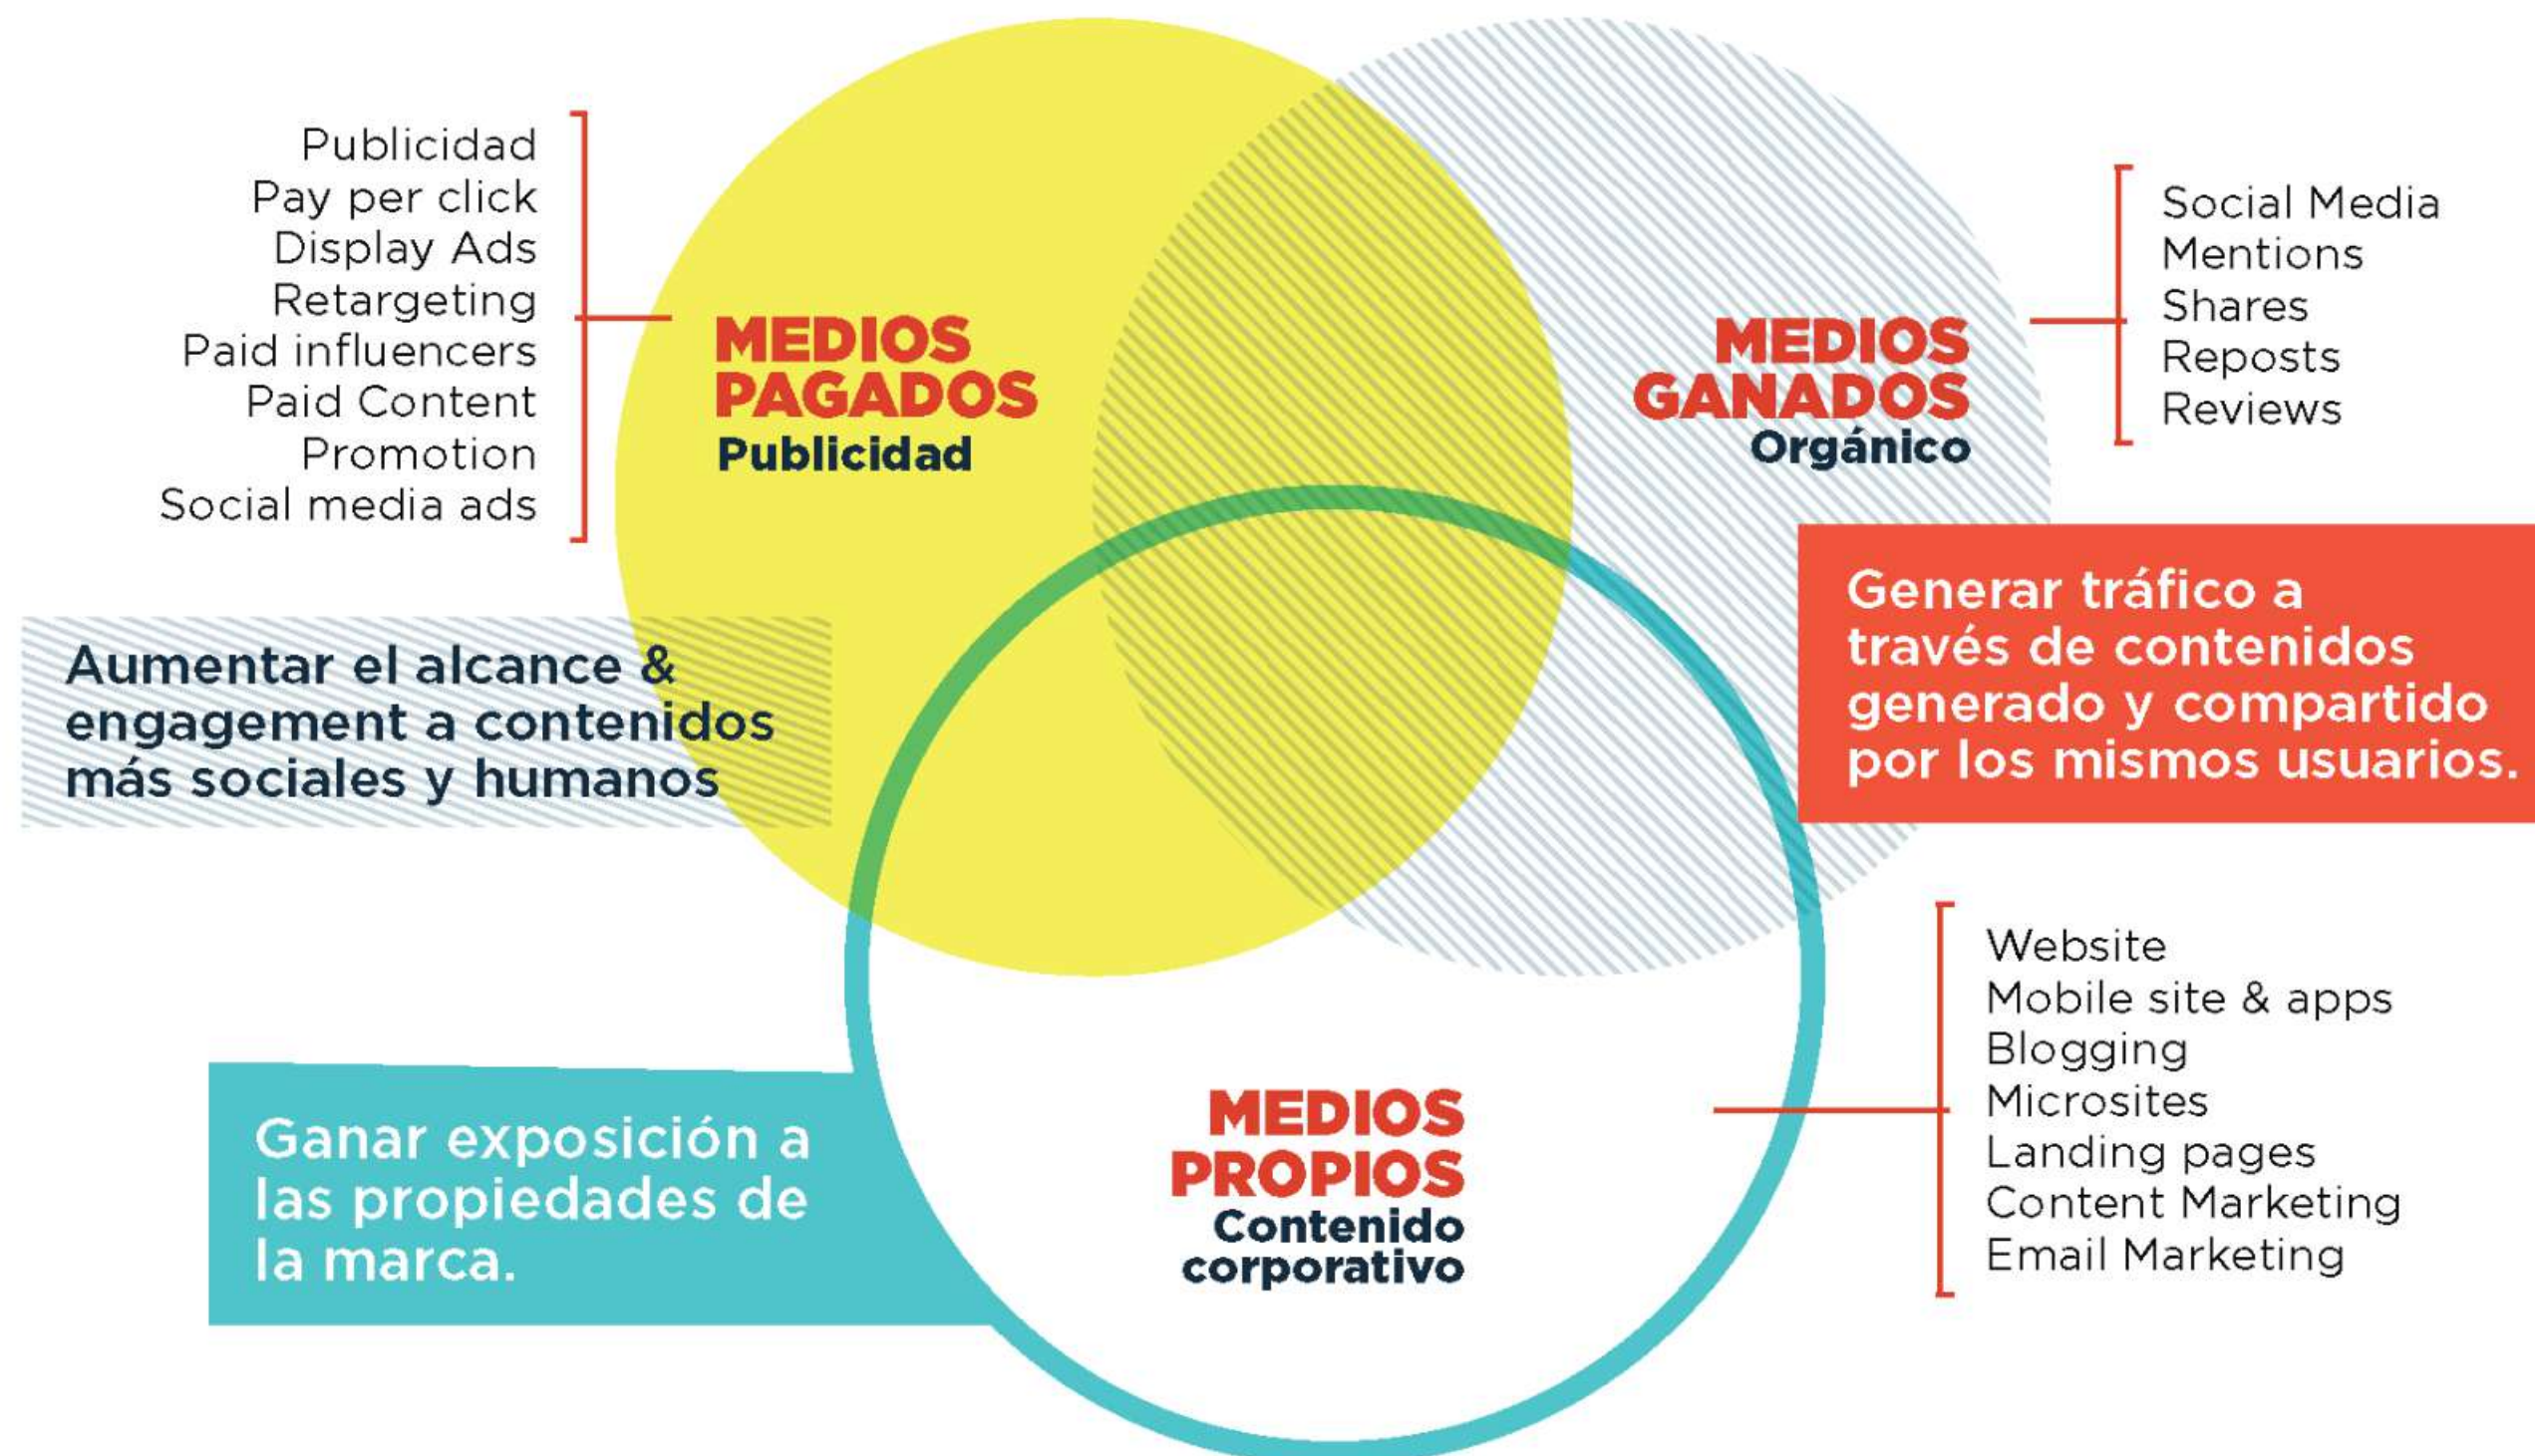 Publicidad
Pay per click
Display Ads
Retargeting
Paid influencers
Paid Content
Promotion
Social media ads
MEDIOS
PAGADOS
Publicidad
MEDIOS
GANADOS
Orgánico
Social Media
Mentions
Shares
Reposts
Reviews
Aumentar el alcance &
engagement a contenidos
más sociales y humanos
Generar tráfico a
través de contenidos
generado y compartido
por los mismos usuarios.
Ganar exposición a
las propiedades de
la marca.
MEDIOS
PROPIOS
Contenido
corporativo
Website
Mobile site & apps
Blogging
Microsites
Landing pages
Content Marketing
Email Marketing